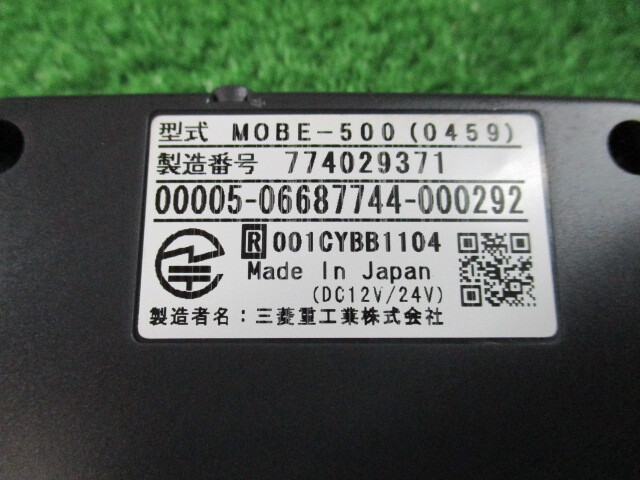 型式 MOBE-500(0459)
製造番号 774029371
00005-06687744-000292
R 001CYBB1104
Made In Japan
(DC12V/24V)
製造者名：三菱重工業株式会社